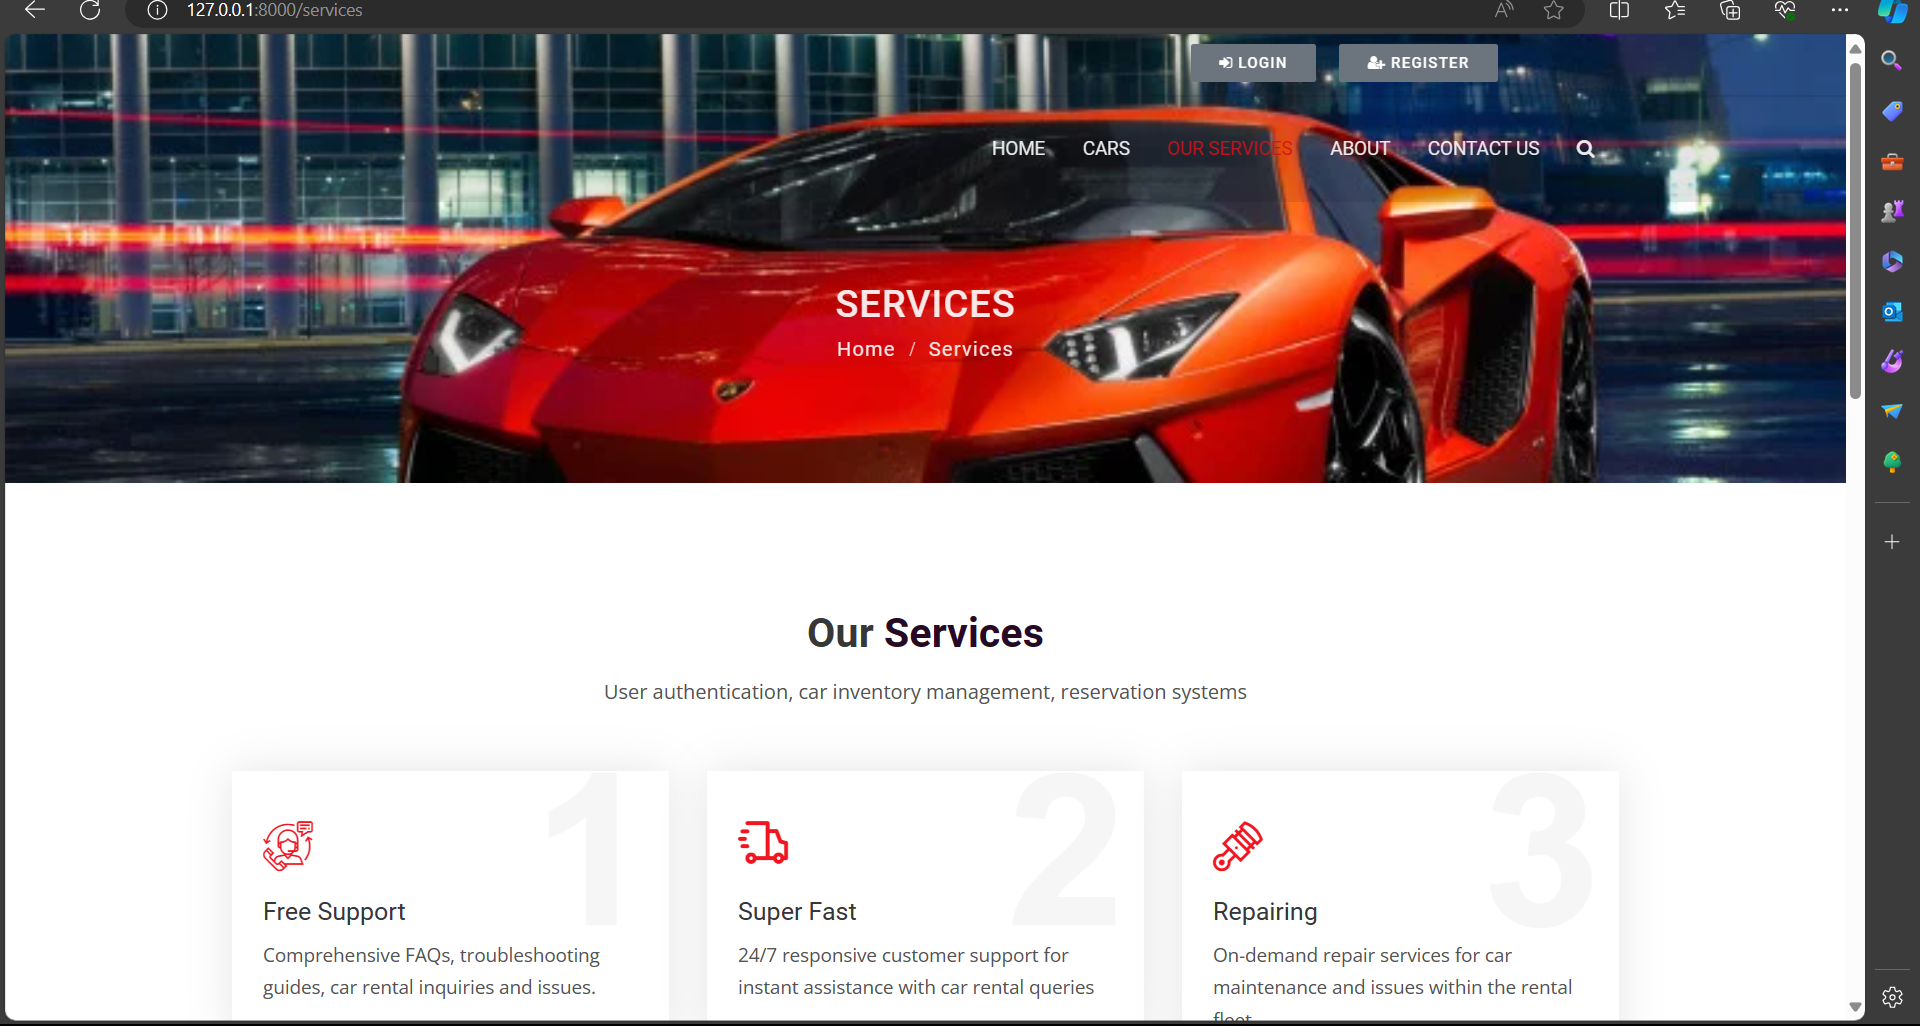 127.0.0.1:8000/services
LOGIN REGISTER
HOME CARS OUR SERVICES ABOUT CONTACT US
SERVICES
Home / Services
Our Services
User authentication, car inventory management, reservation systems
1
Free Support
Comprehensive FAQs, troubleshooting
guides, car rental inquiries and issues.
2
Super Fast
24/7 responsive customer support for
instant assistance with car rental queries
3
Repairing
On-demand repair services for car
maintenance and issues within the rental
fleet